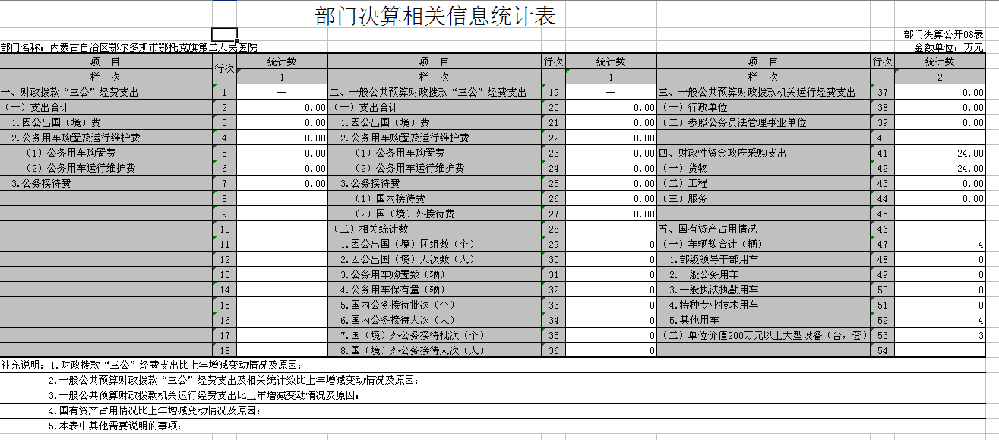 部门决算相关信息统计表
部门决算公开08表
部门名称：内蒙古自治区鄂尔多斯市鄂托克旗第二人民医院 金额单位：万元
项 目 行次 统计数 项 目 行次 统计数 项 目 行次 统计数
栏 次 1 栏 次 1 栏 次 2
一、财政拨款“三公”经费支出 1 — 二、一般公共预算财政拨款“三公”经费支出 19 — 三、一般公共预算财政拨款机关运行经费支出 37 0.00
（一）支出合计 2 0.00 （一）支出合计 20 0.00 （一）行政单位 38 0.00
1.因公出国（境）费 3 0.00 1.因公出国（境）费 21 0.00 （二）参照公务员法管理事业单位 39 0.00
2.公务用车购置及运行维护费 4 0.00 2.公务用车购置及运行维护费 22 0.00 40
（1）公务用车购置费 5 0.00 （1）公务用车购置费 23 0.00 四、财政性资金政府采购支出 41 24.00
（2）公务用车运行维护费 6 0.00 （2）公务用车运行维护费 24 0.00 （一）货物 42 24.00
3.公务接待费 7 0.00 3.公务接待费 25 0.00 （二）工程 43 0.00
8 （1）国内接待费 26 0.00 （三）服务 44 0.00
9 （2）国（境）外接待费 27 0.00 45
10 （二）相关统计数 28 — 五、国有资产占用情况 46 —
11 1.因公出国（境）团组数（个） 29 0 （一）车辆数合计（辆） 47 4
12 2.因公出国（境）人次数（人） 30 0 1.部级领导干部用车 48 0
13 3.公务用车购置数（辆） 31 0 2.一般公务用车 49 0
14 4.公务用车保有量（辆） 32 0 3.一般执法执勤用车 50 0
15 5.国内公务接待批次（个） 33 0 4.特种专业技术用车 51 0
16 6.国内公务接待人次（人） 34 0 5.其他用车 52 4
17 7.国（境）外公务接待批次（个） 35 0 （二）单位价值200万元以上大型设备（台，套） 53 3
18 8.国（境）外公务接待人次（人） 36 0 54
补充说明：1.财政拨款“三公”经费支出比上年增减变动情况及原因：
2.一般公共预算财政拨款“三公”经费支出及相关统计数比上年增减变动情况及原因：
3.一般公共预算财政拨款机关运行经费支出比上年增减变动情况及原因：
4.国有资产占用情况比上年增减变动情况及原因：
5.本表中其他需要说明的事项：